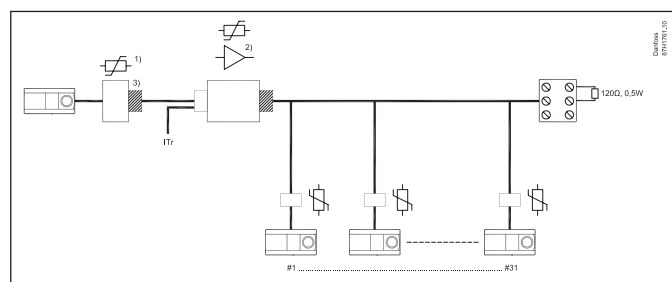 Danfoss
87H1761.10
1)
2)
3)
120Ω, 0,5W
ITr
#1 ........................................................................ #31